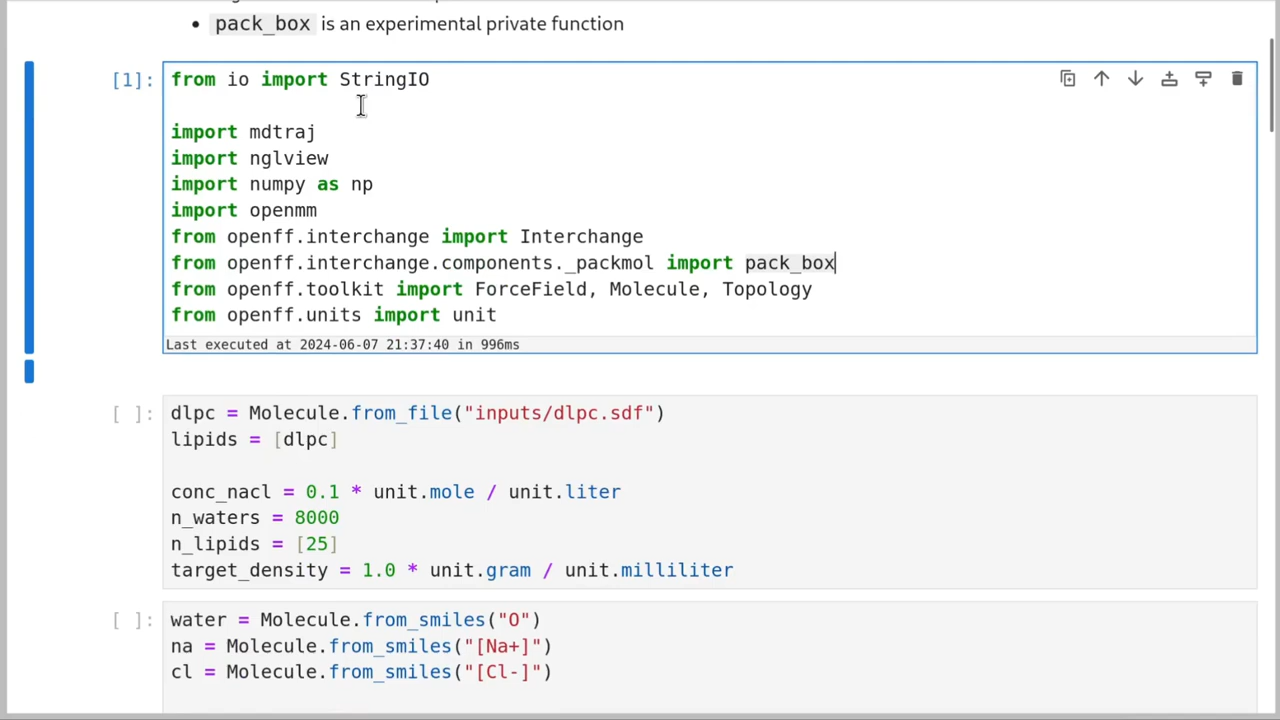 • pack_box is an experimental private function
[1]: from io import StringIO
import mdtraj
import nglview
import numpy as np
import openmm
from openff.interchange import Interchange
from openff.interchange.components._packmol import pack_box
from openff.toolkit import ForceField, Molecule, Topology
from openff.units import unit
Last executed at 2024-06-07 21:37:40 in 996ms
[ ]: dlpc = Molecule.from_file("inputs/dlpc.sdf")
lipids = [dlpc]
conc_nacl = 0.1 * unit.mole / unit.liter
n_waters = 8000
n_lipids = [25]
target_density = 1.0 * unit.gram / unit.milliliter
[ ]: water = Molecule.from_smiles("O")
na = Molecule.from_smiles("[Na+]")
cl = Molecule.from_smiles("[Cl-]")